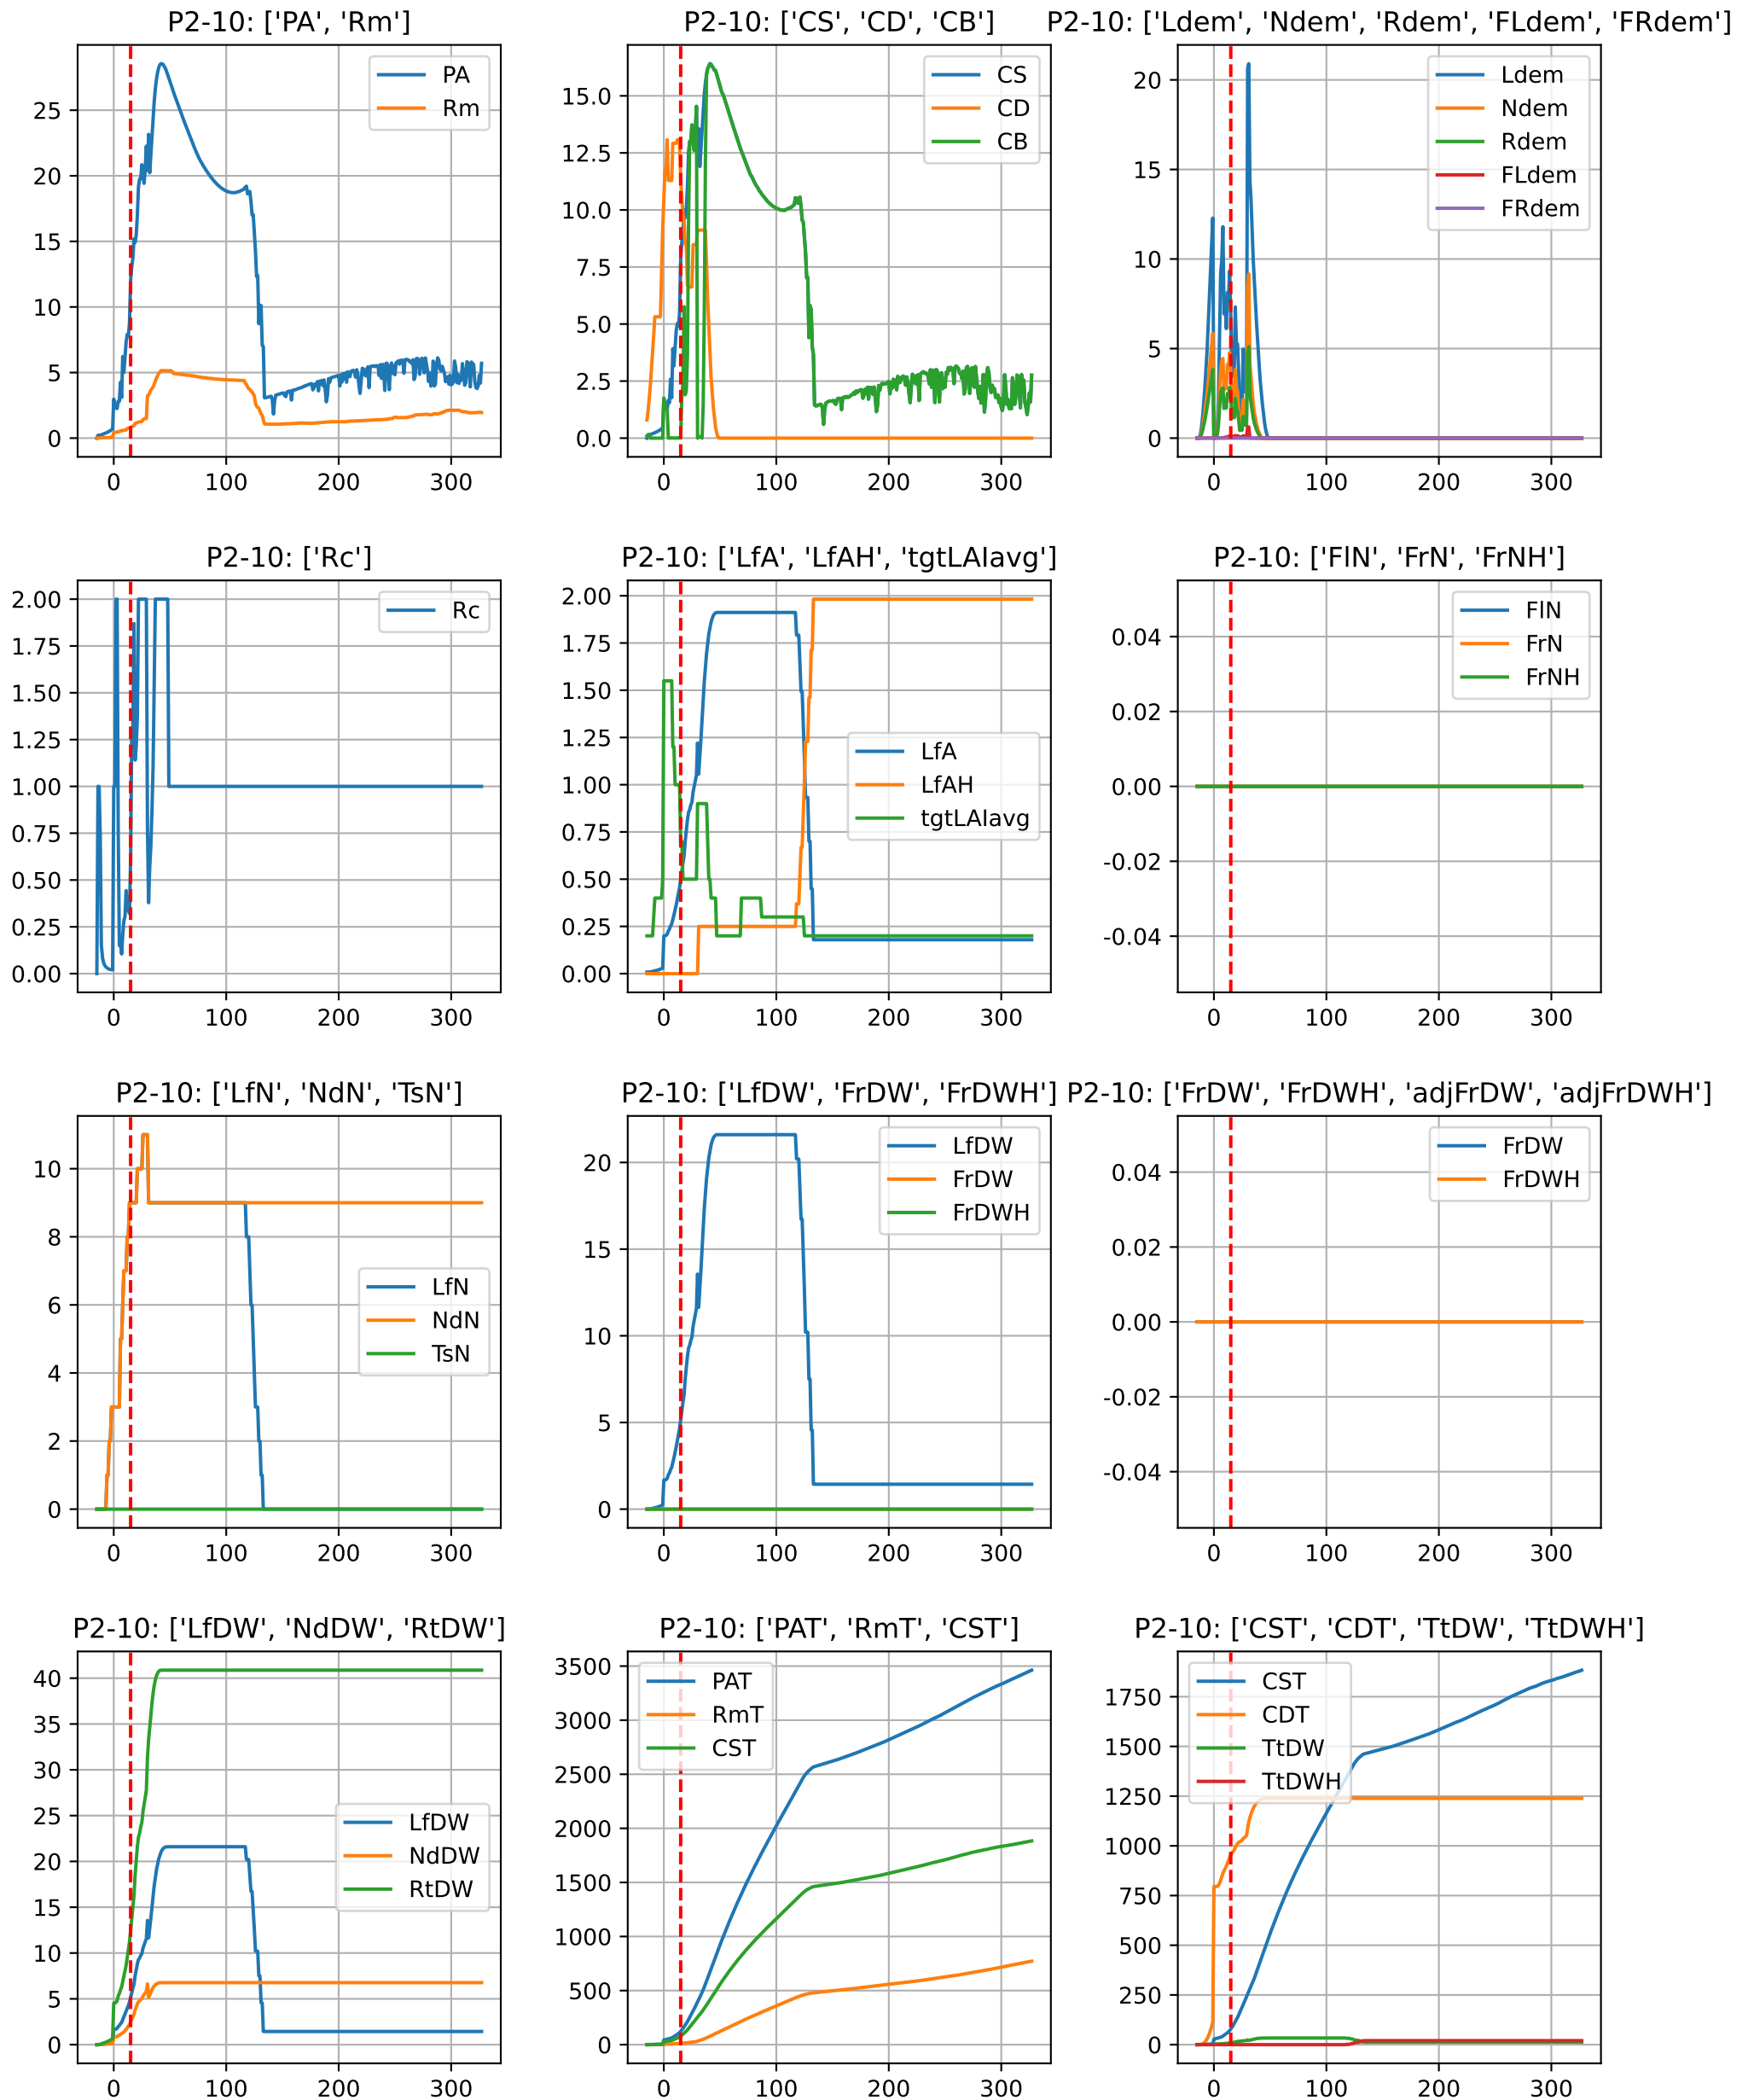 P2-10: ['PA', 'Rm']
PA
Rm
25
20
15
10
5
0
0 100 200 300
P2-10: ['CS', 'CD', 'CB']
CS
CD
CB
15.0
12.5
10.0
7.5
5.0
2.5
0.0
0 100 200 300
P2-10: ['Ldem', 'Ndem', 'Rdem', 'FLdem', 'FRdem']
Ldem
Ndem
Rdem
FLdem
FRdem
20
15
10
5
0
0 100 200 300
P2-10: ['Rc']
Rc
2.00
1.75
1.50
1.25
1.00
0.75
0.50
0.25
0.00
0 100 200 300
P2-10: ['LfA', 'LfAH', 'tgtLAIavg']
LfA
LfAH
tgtLAIavg
2.00
1.75
1.50
1.25
1.00
0.75
0.50
0.25
0.00
0 100 200 300
P2-10: ['FlN', 'FrN', 'FrNH']
FlN
FrN
FrNH
0.04
0.02
0.00
-0.02
-0.04
0 100 200 300
P2-10: ['LfN', 'NdN', 'TsN']
LfN
NdN
TsN
10
8
6
4
2
0
0 100 200 300
P2-10: ['LfDW', 'FrDW', 'FrDWH']
LfDW
FrDW
FrDWH
20
15
10
5
0
0 100 200 300
P2-10: ['FrDW', 'FrDWH', 'adjFrDW', 'adjFrDWH']
FrDW
FrDWH
0.04
0.02
0.00
-0.02
-0.04
0 100 200 300
P2-10: ['LfDW', 'NdDW', 'RtDW']
LfDW
NdDW
RtDW
40
35
30
25
20
15
10
5
0
0 100 200 300
P2-10: ['PAT', 'RmT', 'CST']
PAT
RmT
CST
3500
3000
2500
2000
1500
1000
500
0
0 100 200 300
P2-10: ['CST', 'CDT', 'TtDW', 'TtDWH']
CST
CDT
TtDW
TtDWH
1750
1500
1250
1000
750
500
250
0
0 100 200 300